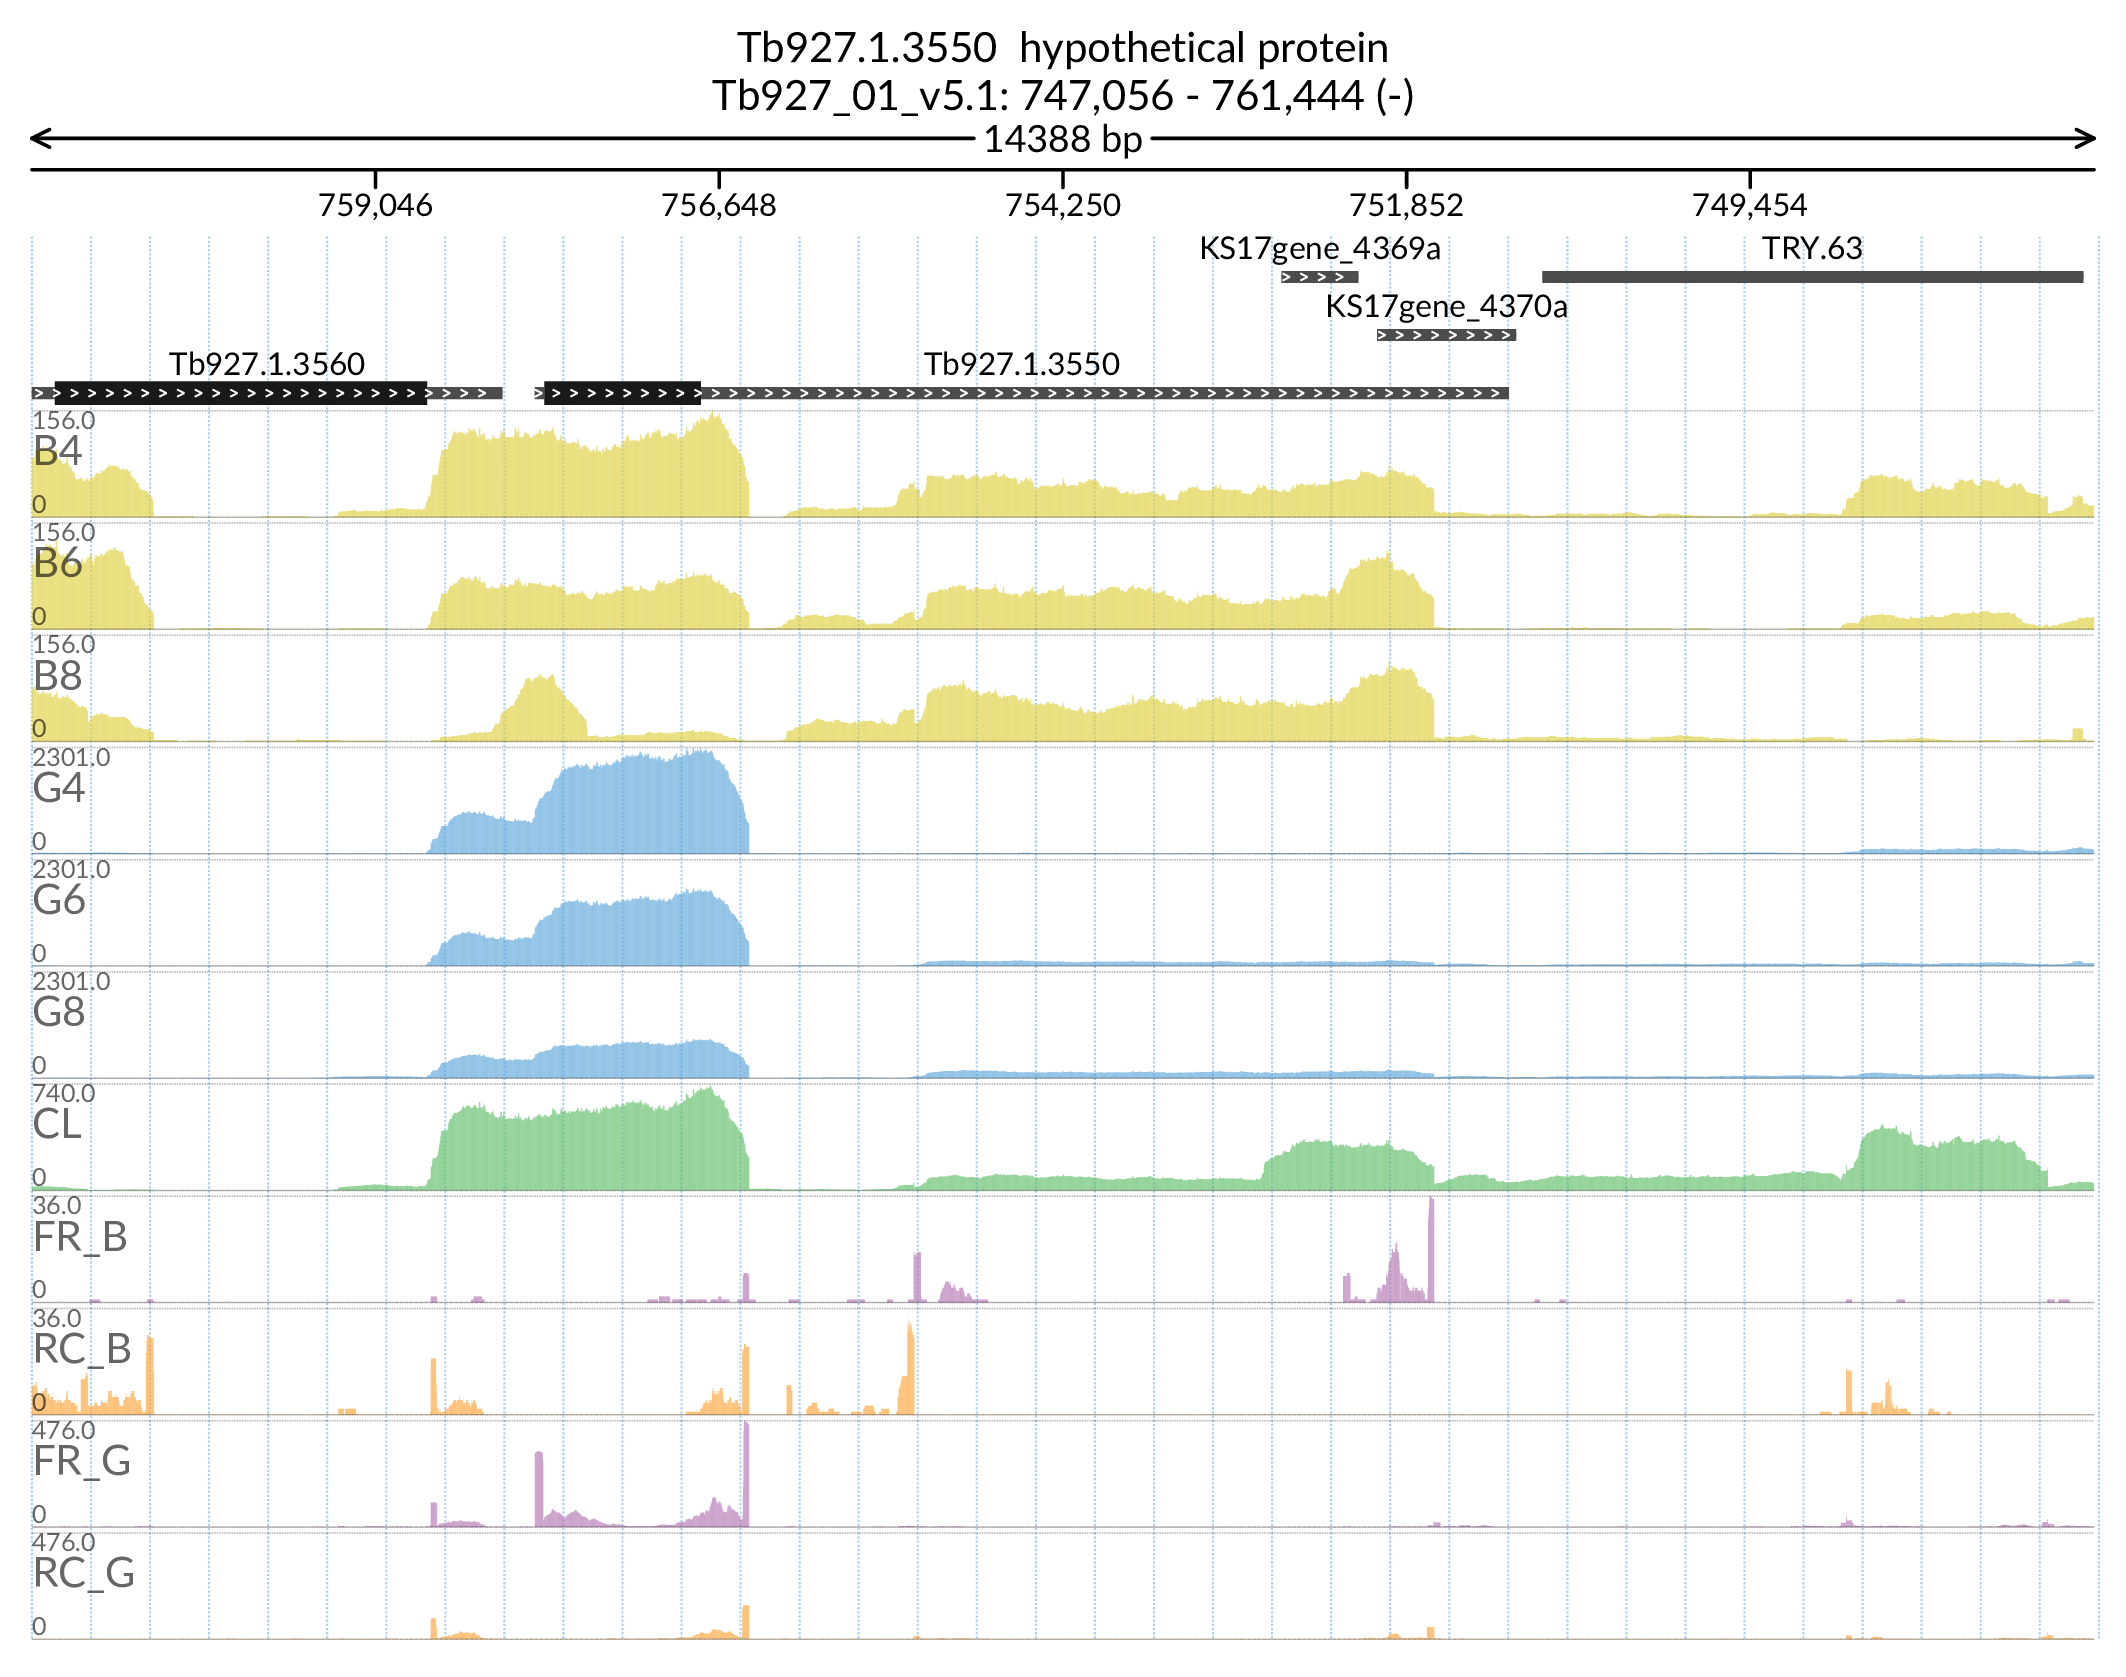 Tb927.1.3550  hypothetical protein
Tb927_01_v5.1: 747,056 - 761,444 (-)
14388 bp
759,046 756,648 754,250 751,852 749,454
KS17gene_4369a TRY.63
KS17gene_4370a
Tb927.1.3560 Tb927.1.3550
156.0
B4
0
156.0
B6
0
156.0
B8
0
2301.0
G4
0
2301.0
G6
0
2301.0
G8
0
740.0
CL
0
36.0
FR_B
0
36.0
RC_B
0
476.0
FR_G
0
476.0
RC_G
0